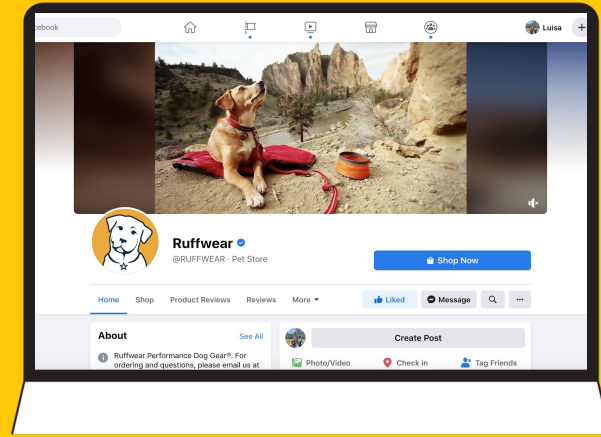 cebook
Luisa
Ruffwear
@RUFFWEAR · Pet Store
Shop Now
Home Shop Product Reviews Reviews More
Liked Message
About See All
Create Post
Ruffwear Performance Dog Gear®. For
ordering and questions, please email us at
Photo/Video Check in Tag Friends